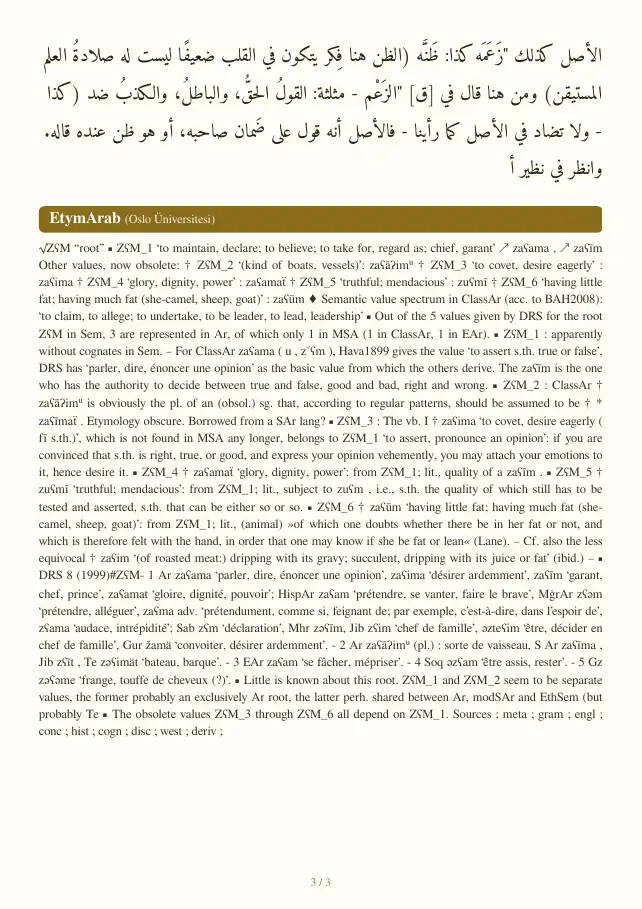 الأصل كذلك "زَعَمَه كذا: ظَنَّه (الظن هنا فِكر يتكون في القلب ضعيفًا ليست له صلادةُ العلم
المستيقن) ومن هنا قال في [ق] "الزَعْم - مثلثة: القولُ الحقُّ، والباطلُ، والكذبُ ضد (كذا
- ولا تضاد في الأصل كما رأينا - فالأصل أنه قول على ضَمان صاحبه، أو هو ظن عنده قاله.
وانظر في نظير أ
EtymArab (Oslo Üniversitesi)
√ZʕM “root” ▪ ZʕM_1 ‘to maintain, declare; to believe; to take for, regard as; chief, garant’ ↗ zaʕama , ↗ zaʕīm
Other values, now obsolete: † ZʕM_2 ‘(kind of boats, vessels)’: zaʕāʔimᵘ † ZʕM_3 ‘to covet, desire eagerly’ :
zaʕima † ZʕM_4 ‘glory, dignity, power’ : zaʕamaẗ † ZʕM_5 ‘truthful; mendacious’ : zuʕmī † ZʕM_6 ‘having little
fat; having much fat (she-camel, sheep, goat)’ : zaʕūm ♦ Semantic value spectrum in ClassAr (acc. to BAH2008):
‘to claim, to allege; to undertake, to be leader, to lead, leadership’ ▪ Out of the 5 values given by DRS for the root
ZʕM in Sem, 3 are represented in Ar, of which only 1 in MSA (1 in ClassAr, 1 in EAr). ▪ ZʕM_1 : apparently
without cognates in Sem. – For ClassAr zaʕama ( u , zᵃʕm ), Hava1899 gives the value ‘to assert s.th. true or false’,
DRS has ‘parler, dire, énoncer une opinion’ as the basic value from which the others derive. The zaʕīm is the one
who has the authority to decide between true and false, good and bad, right and wrong. ▪ ZʕM_2 : ClassAr †
zaʕāʔimᵘ is obviously the pl. of an (obsol.) sg. that, according to regular patterns, should be assumed to be † *
zaʕīmaẗ . Etymology obscure. Borrowed from a SAr lang? ▪ ZʕM_3 : The vb. I † zaʕima ‘to covet, desire eagerly (
fī s.th.)’, which is not found in MSA any longer, belongs to ZʕM_1 ‘to assert, pronounce an opinion’: if you are
convinced that s.th. is right, true, or good, and express your opinion vehemently, you may attach your emotions to
it, hence desire it. ▪ ZʕM_4 † zaʕamaẗ ‘glory, dignity, power’: from ZʕM_1; lit., quality of a zaʕīm . ▪ ZʕM_5 †
zuʕmī ‘truthful; mendacious’: from ZʕM_1; lit., subject to zuʕm , i.e., s.th. the quality of which still has to be
tested and asserted, s.th. that can be either so or so. ▪ ZʕM_6 † zaʕūm ‘having little fat; having much fat (she-
camel, sheep, goat)’: from ZʕM_1; lit., (animal) »of which one doubts whether there be in her fat or not, and
which is therefore felt with the hand, in order that one may know if she be fat or lean« (Lane). – Cf. also the less
equivocal † zaʕim ‘(of roasted meat:) dripping with its gravy; succulent, dripping with its juice or fat’ (ibid.) – ▪
DRS 8 (1999)#ZʕM- 1 Ar zaʕama ‘parler, dire, énoncer une opinion’, zaʕima ‘désirer ardemment’, zaʕīm ‘garant,
chef, prince’, zaʕamat ‘gloire, dignité, pouvoir’; HispAr zaʕam ‘prétendre, se vanter, faire le brave’, MġrAr zʕəm
‘prétendre, alléguer’, zaʕma adv. ‘prétendument, comme si, feignant de; par exemple, c'est-à-dire, dans l'espoir de’,
zʕama ‘audace, intrépidité’; Sab zʕm ‘déclaration’, Mhr zəʕīm, Jib zʕim ‘chef de famille’, əzteʕim ‘être, décider en
chef de famille’, Gur žamä ‘convoiter, désirer ardemment’. - 2 Ar zaʕāʔimᵘ (pl.) : sorte de vaisseau, S Ar zaʕīma ,
Jib zʕīt , Te zəʕimät ‘bateau, barque’. - 3 EAr zaʕam ‘se fâcher, mépriser’. - 4 Soq əzʕam ‘être assis, rester’. - 5 Gz
zəʕəme ‘frange, touffe de cheveux (?)’. ▪ Little is known about this root. ZʕM_1 and ZʕM_2 seem to be separate
values, the former probably an exclusively Ar root, the latter perh. shared between Ar, modSAr and EthSem (but
probably Te ▪ The obsolete values ZʕM_3 through ZʕM_6 all depend on ZʕM_1. Sources ; meta ; gram ; engl ;
conc ; hist ; cogn ; disc ; west ; deriv ;
3 / 3